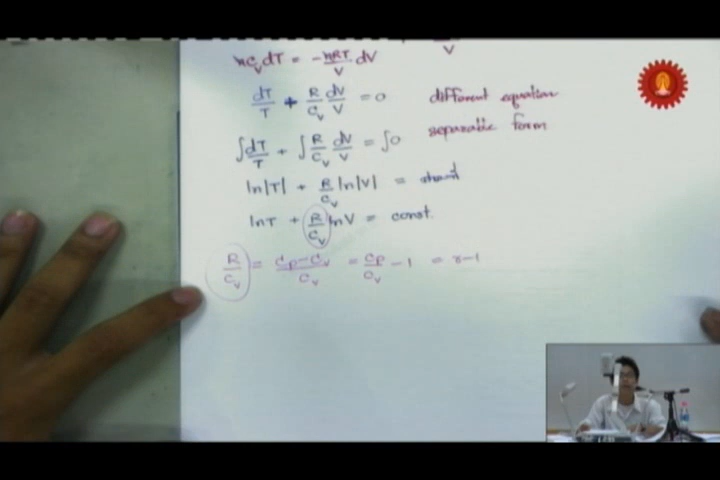 nC_v dT = -nRT/V dV
dT/T + R/C_v dV/V = 0 different equation
∫dT/T + ∫R/C_v dV/V = ∫0 separable form
ln|T| + R/C_v ln|V| =
lnT + R/C_v lnV = const.
R/C_v = C_p-C_v/C_v = C_p/C_v - 1 = γ-1